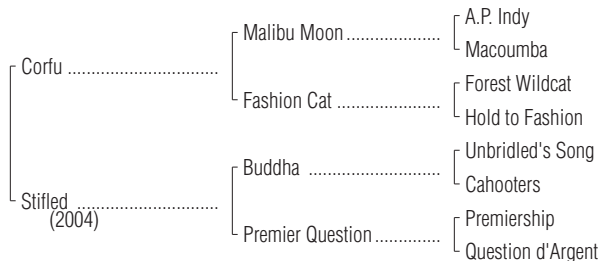 A.P. Indy
Malibu Moon
Macoumba
Corfu
Forest Wildcat
Fashion Cat
Hold to Fashion
Unbridled's Song
Buddha
Cahooters
Stifled
(2004)
Premiership
Premier Question
Question d'Argent